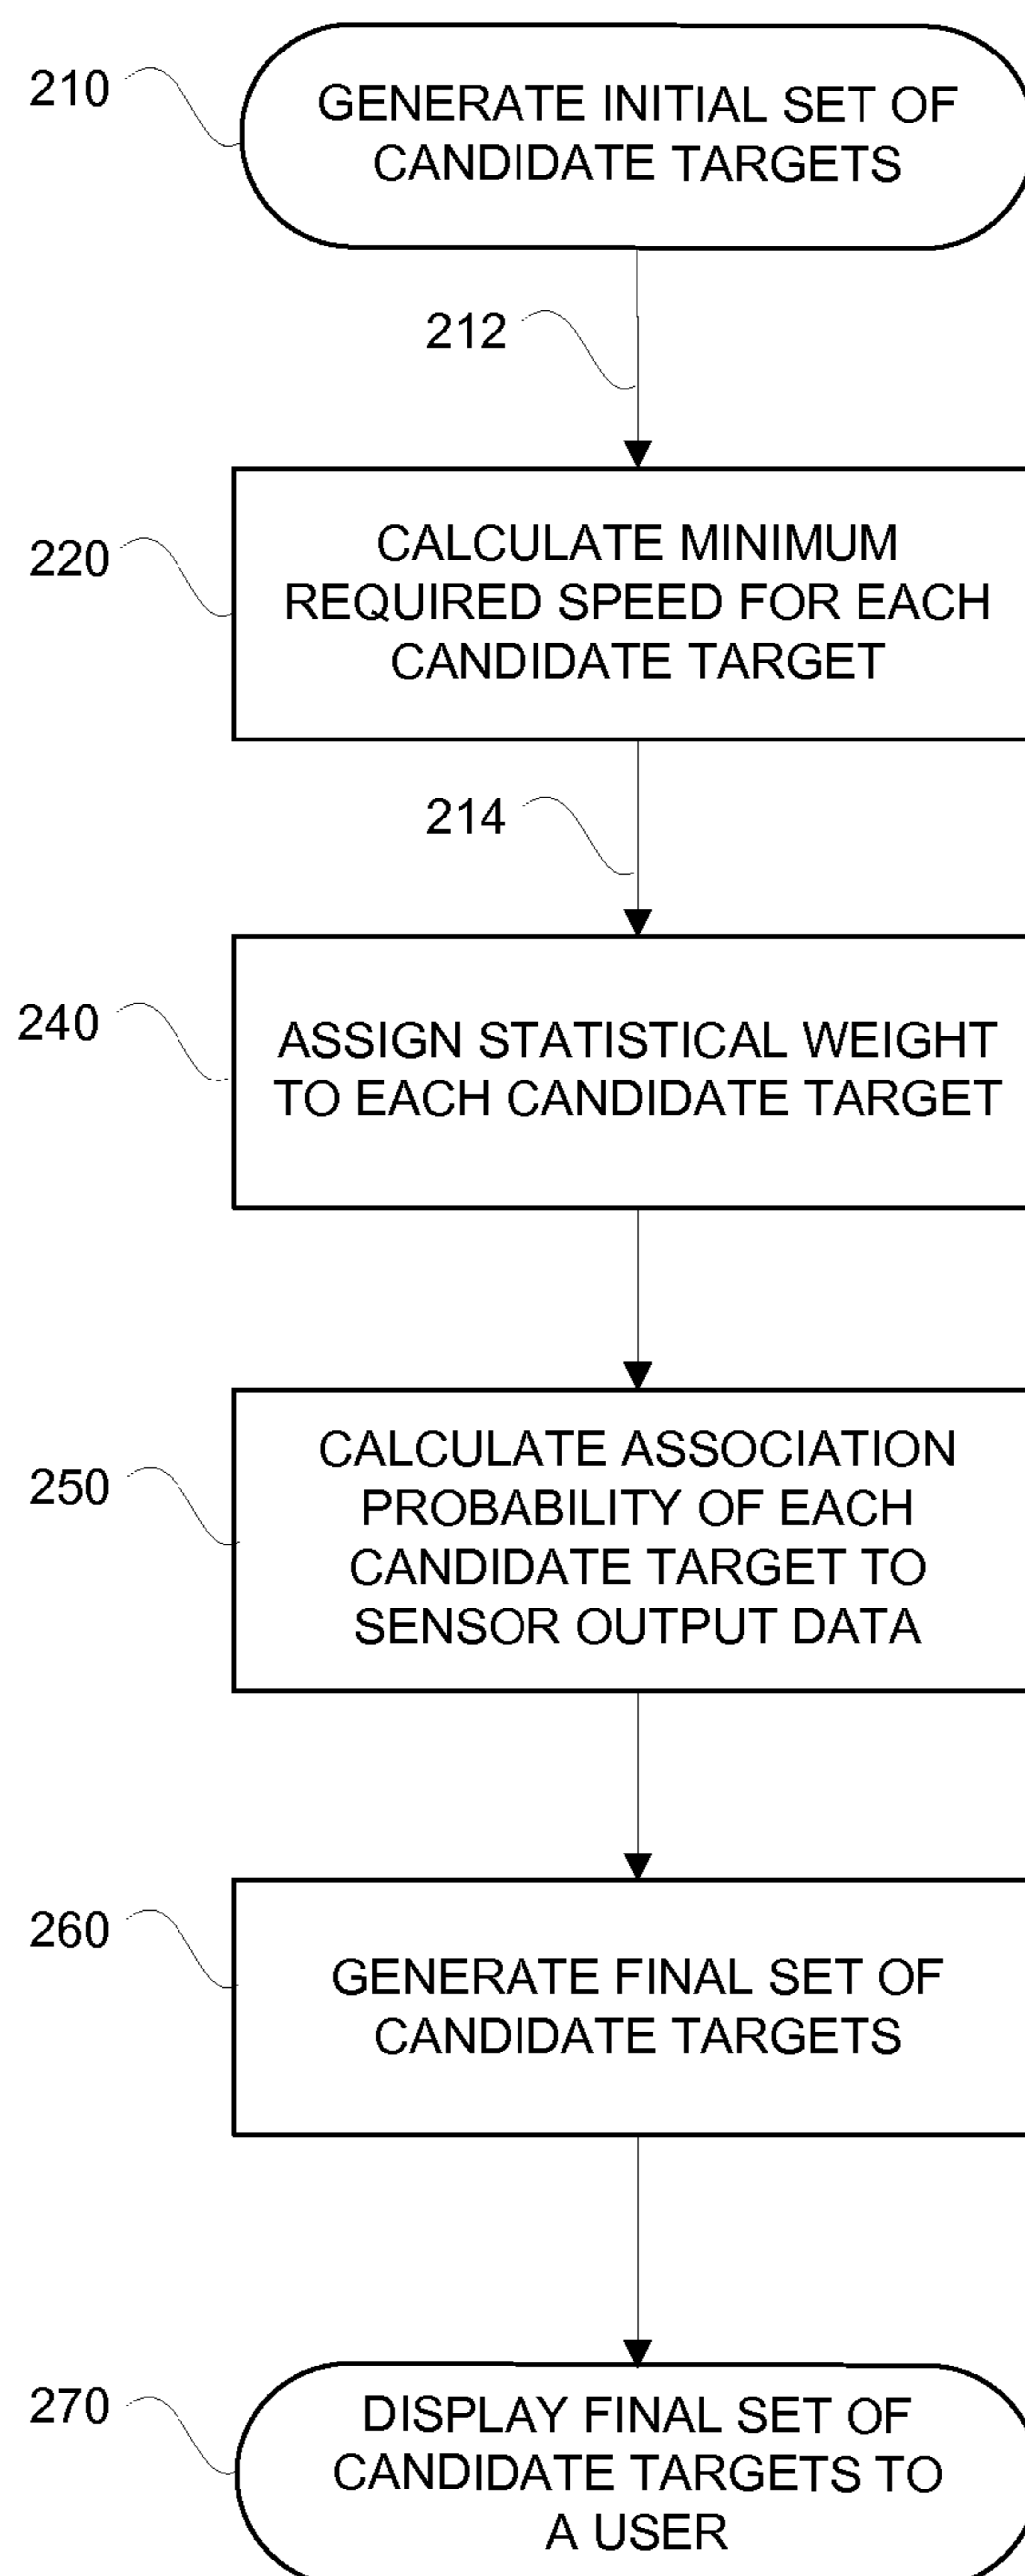 210
GENERATE INITIAL SET OF
CANDIDATE TARGETS
212
220
CALCULATE MINIMUM
REQUIRED SPEED FOR EACH
CANDIDATE TARGET
214
240
ASSIGN STATISTICAL WEIGHT
TO EACH CANDIDATE TARGET
250
CALCULATE ASSOCIATION
PROBABILITY OF EACH
CANDIDATE TARGET TO
SENSOR OUTPUT DATA
260
GENERATE FINAL SET OF
CANDIDATE TARGETS
270
DISPLAY FINAL SET OF
CANDIDATE TARGETS TO
A USER